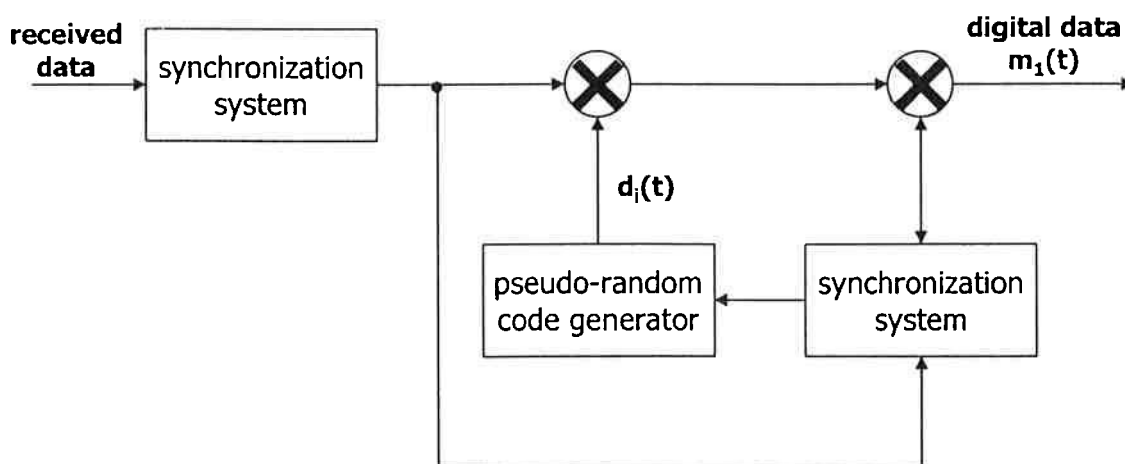 received
data
synchronization
system
digital data
m₁(t)
dᵢ(t)
pseudo-random
code generator
synchronization
system